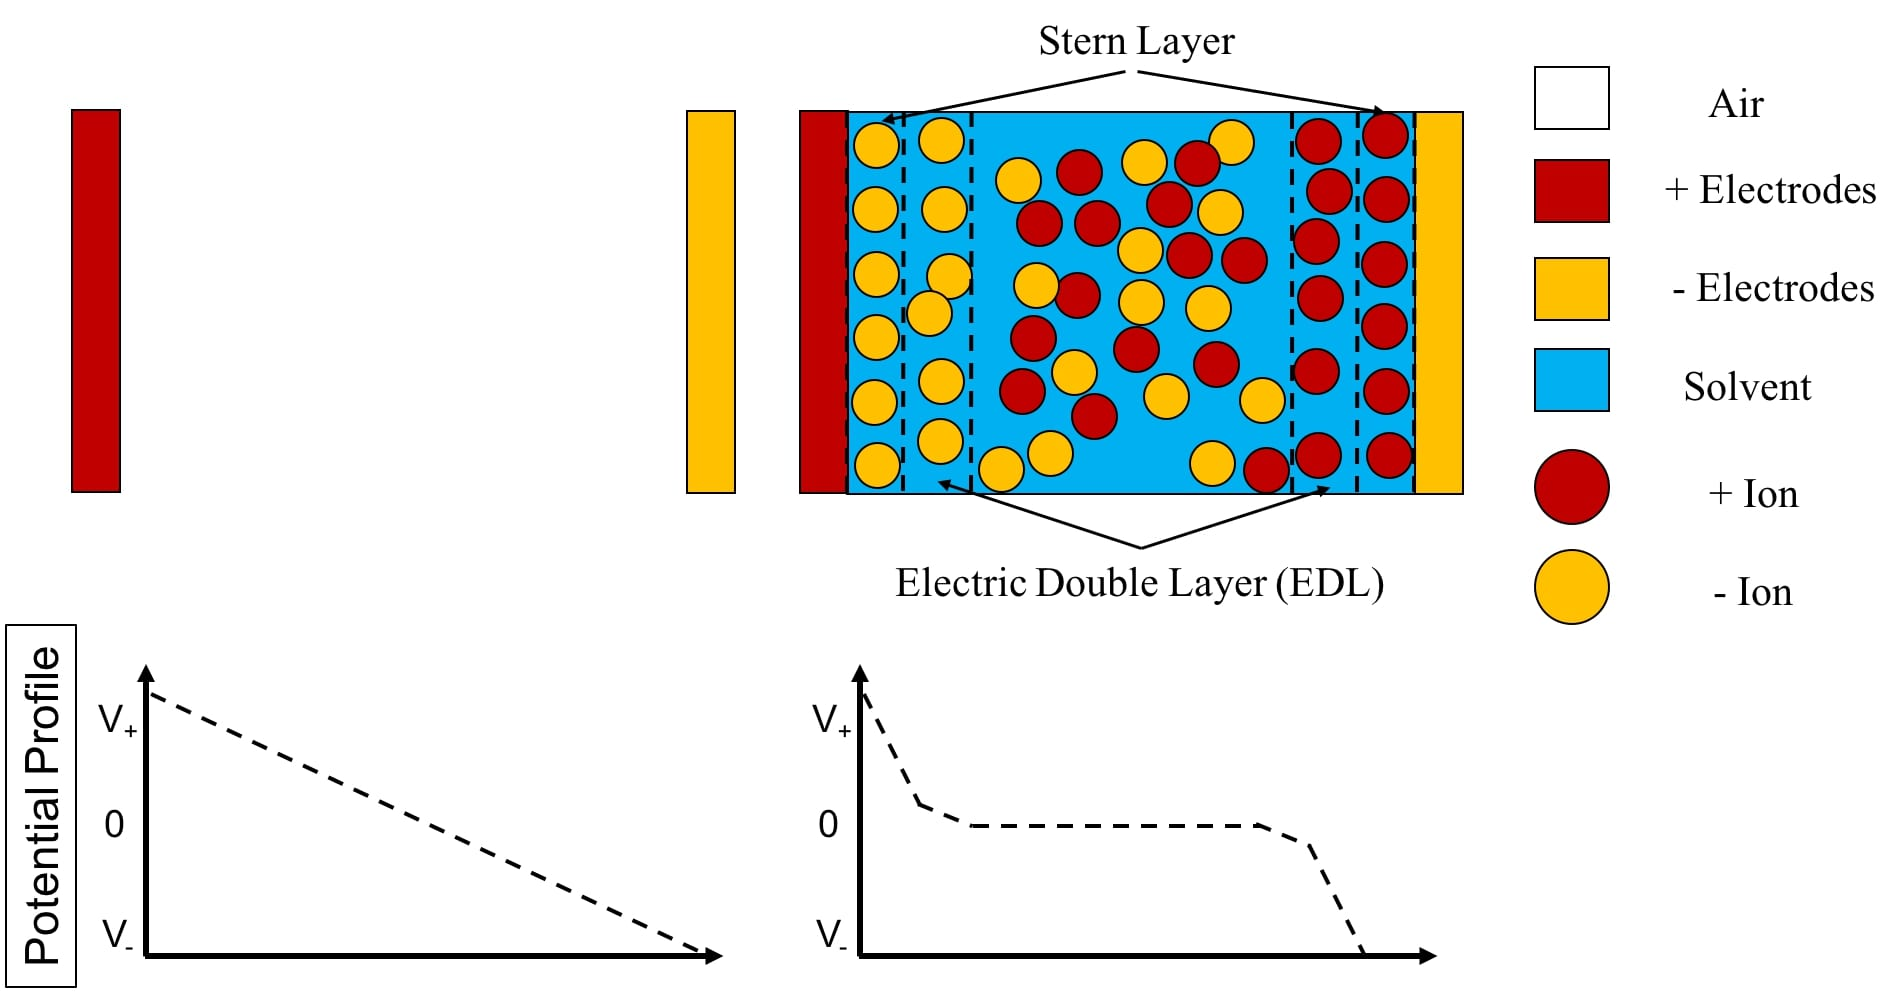 Stern Layer
Air
+ Electrodes
- Electrodes
Solvent
+ Ion
- Ion
Electric Double Layer (EDL)
Potential Profile
V+
0
V-
V+
0
V-